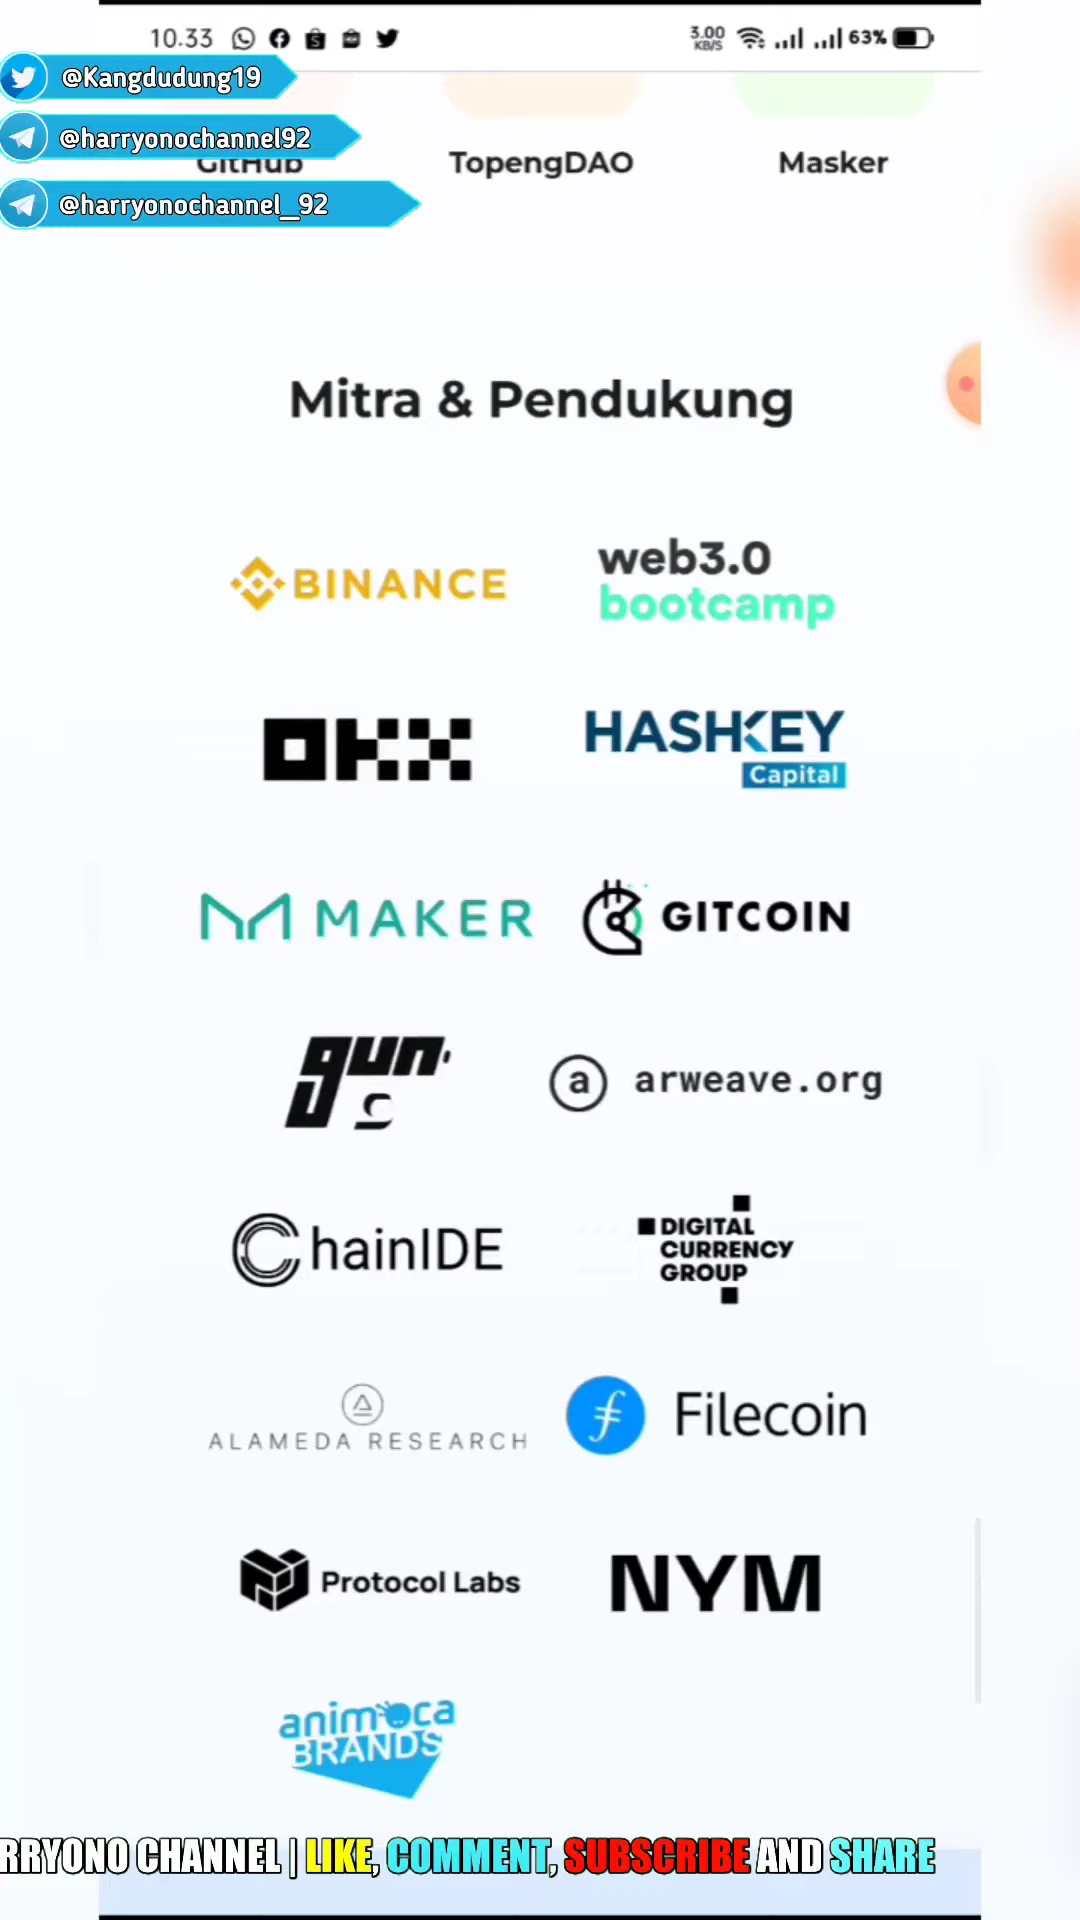 10.33
3.00 KB/S
63%
@Kangdudung19
@harryonochannel92
GitHub
TopengDAO
Masker
@harryonochannel_92
Mitra & Pendukung
BINANCE
web3.0
bootcamp
OKX
HASHKEY
Capital
MAKER
GITCOIN
gun
arweave.org
ChainIDE
DIGITAL
CURRENCY
GROUP
ALAMEDA RESEARCH
Filecoin
Protocol Labs
NYM
animoca
BRANDS
RRYONO CHANNEL | LIKE, COMMENT, SUBSCRIBE AND SHARE